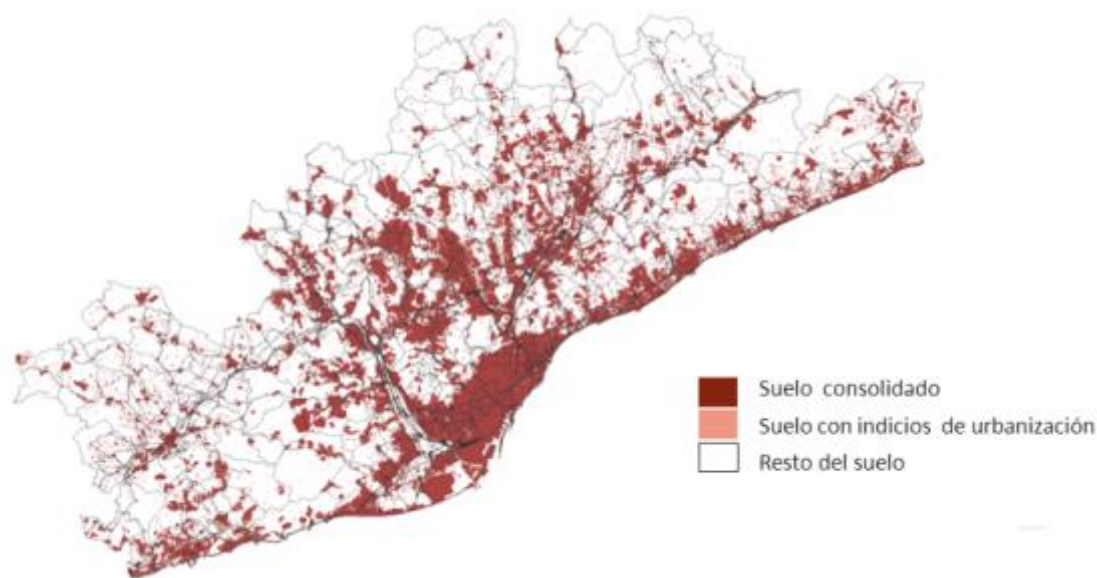 Suelo consolidado
Suelo con indicios de urbanización
Resto del suelo